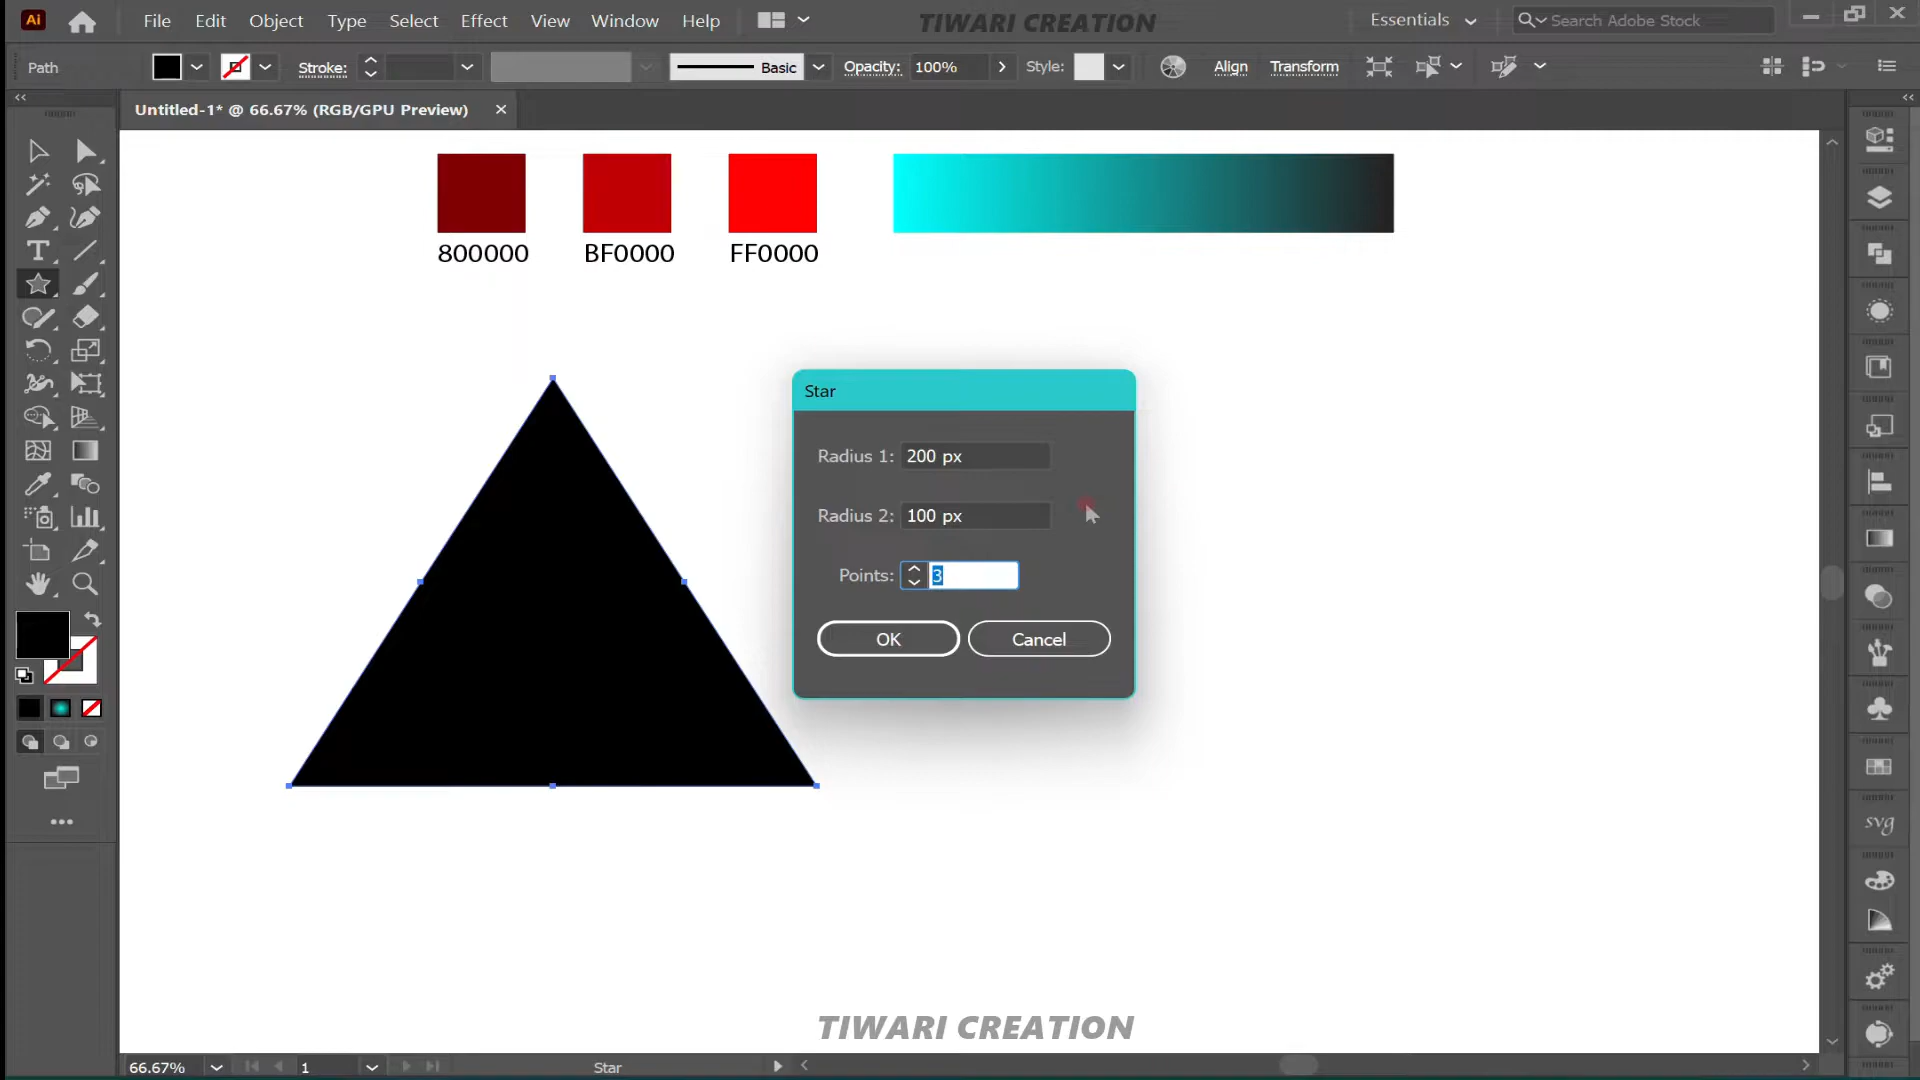 Ai File Edit Object Type Select Effect View Window Help TIWARI CREATION Essentials Search Adobe Stock
Path Stroke: Basic Opacity: 100% Style: Align Transform
Untitled-1* @ 66.67% (RGB/GPU Preview)
800000 BF0000 FF0000
Star
Radius 1: 200 px
Radius 2: 100 px
Points: 3
OK Cancel
svg
TIWARI CREATION
66.67% 1 Star